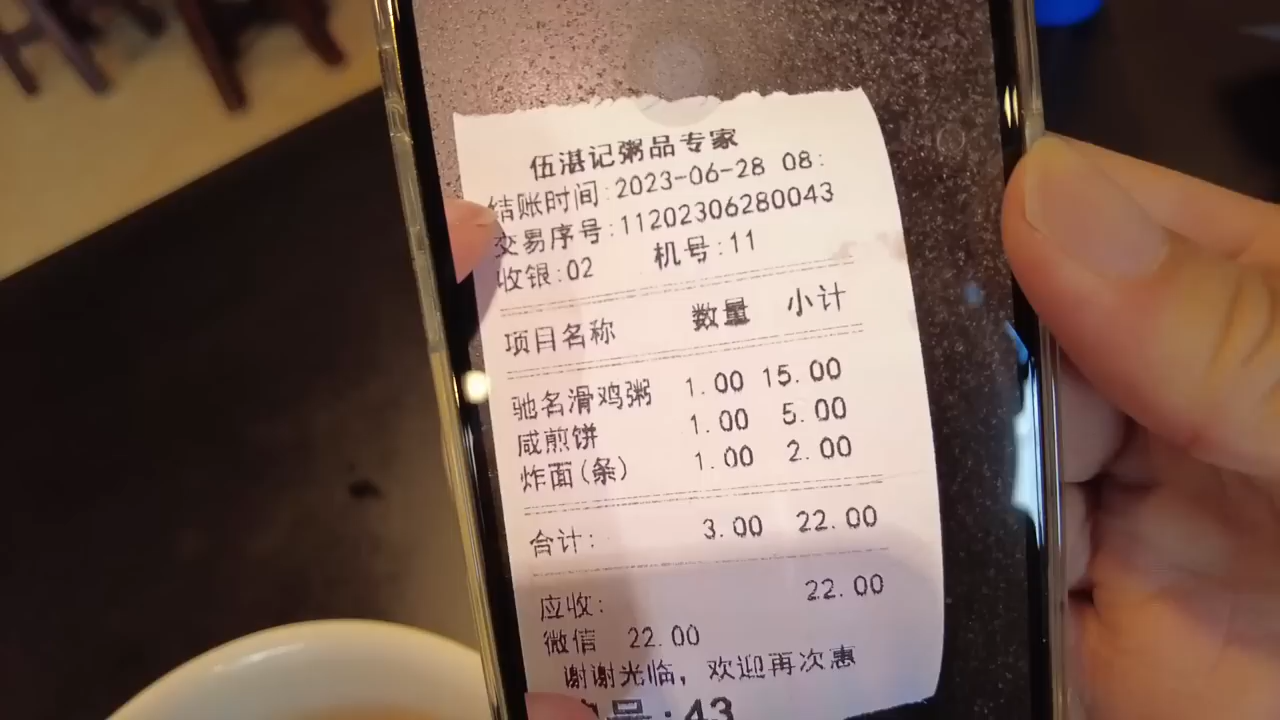 伍湛记粥品专家
结账时间:2023-06-28 08:
交易序号:11202306280043
收银:02 机号:11
项目名称 数量 小计
驰名滑鸡粥 1.00 15.00
咸煎饼 1.00 5.00
炸面(条) 1.00 2.00
合计: 3.00 22.00
应收: 22.00
微信 22.00
谢谢光临，欢迎再次惠
号:43